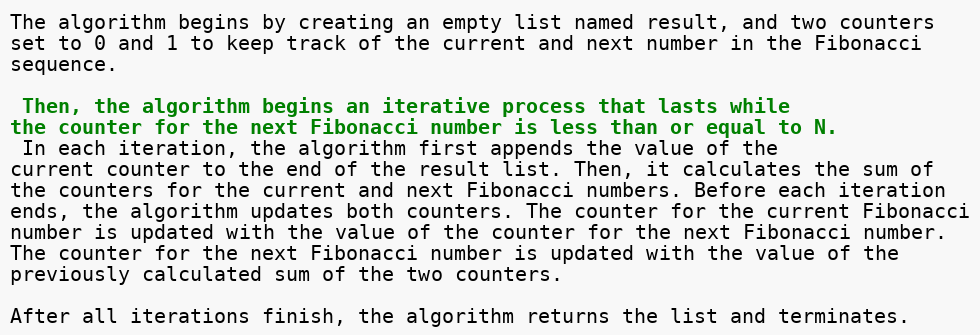 The algorithm begins by creating an empty list named result, and two counters
set to 0 and 1 to keep track of the current and next number in the Fibonacci
sequence.
Then, the algorithm begins an iterative process that lasts while
the counter for the next Fibonacci number is less than or equal to N.
In each iteration, the algorithm first appends the value of the
current counter to the end of the result list. Then, it calculates the sum of
the counters for the current and next Fibonacci numbers. Before each iteration
ends, the algorithm updates both counters. The counter for the current Fibonacci
number is updated with the value of the counter for the next Fibonacci number.
The counter for the next Fibonacci number is updated with the value of the
previously calculated sum of the two counters.
After all iterations finish, the algorithm returns the list and terminates.